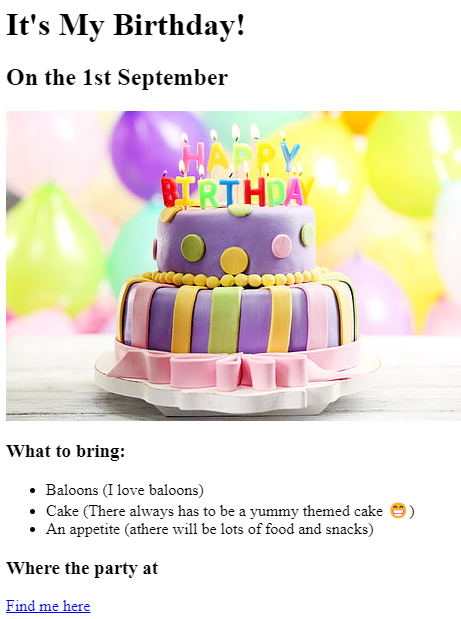 It's My Birthday!
On the 1st September
HAPPY
BIRTHDAY
What to bring:
Baloons (I love baloons)
Cake (There always has to be a yummy themed cake 😁)
An appetite (athere will be lots of food and snacks)
Where the party at
Find me here